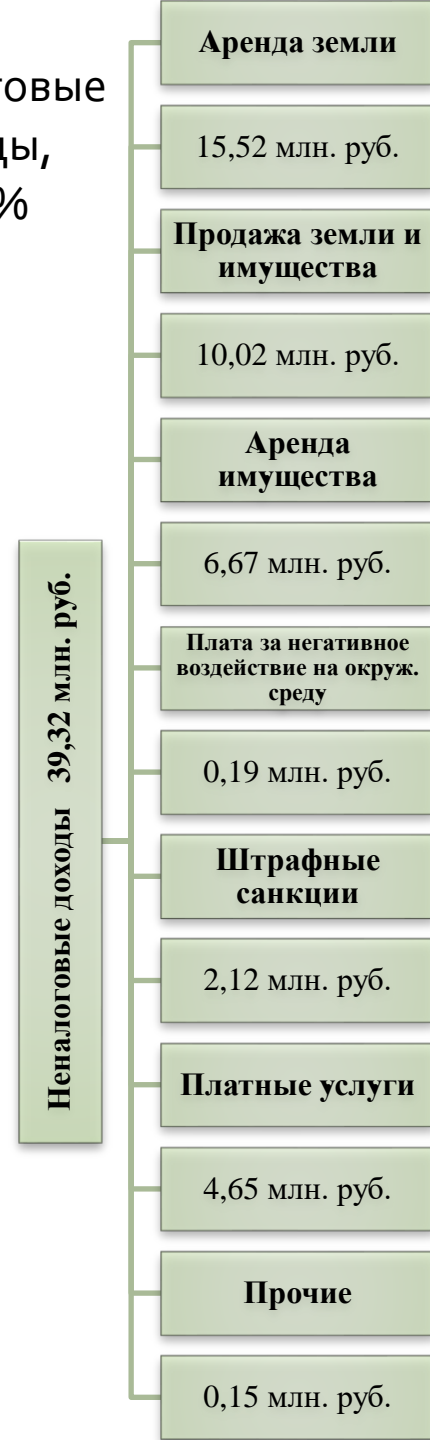 Аренда земли
15,52 млн. руб.
Продажа земли и
имущества
10,02 млн. руб.
Аренда
имущества
6,67 млн. руб.
Плата за негативное
воздействие на окруж.
среду
0,19 млн. руб.
Штрафные
санкции
2,12 млн. руб.
Платные услуги
4,65 млн. руб.
Прочие
0,15 млн. руб.
Неналоговые доходы 39,32 млн. руб.
%